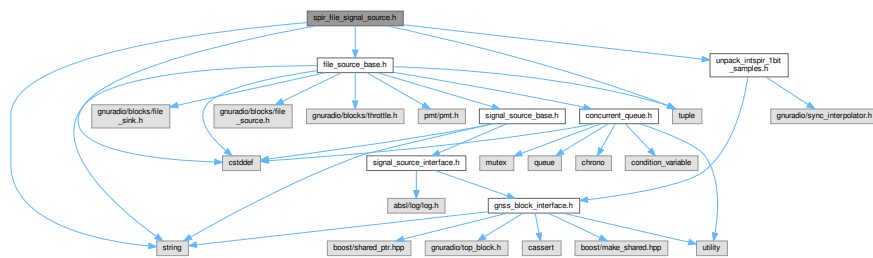 spir_file_signal_source.h
file_source_base.h
unpack_intspir_1bit
_samples.h
gnuradio/blocks/file
_sink.h
gnuradio/blocks/file
_source.h
gnuradio/blocks/throttle.h
pmt/pmt.h
signal_source_base.h
concurrent_queue.h
tuple
gnuradio/sync_interpolator.h
cstddef
signal_source_interface.h
mutex
queue
chrono
condition_variable
absl/log/log.h
gnss_block_interface.h
string
boost/shared_ptr.hpp
gnuradio/top_block.h
cassert
boost/make_shared.hpp
utility